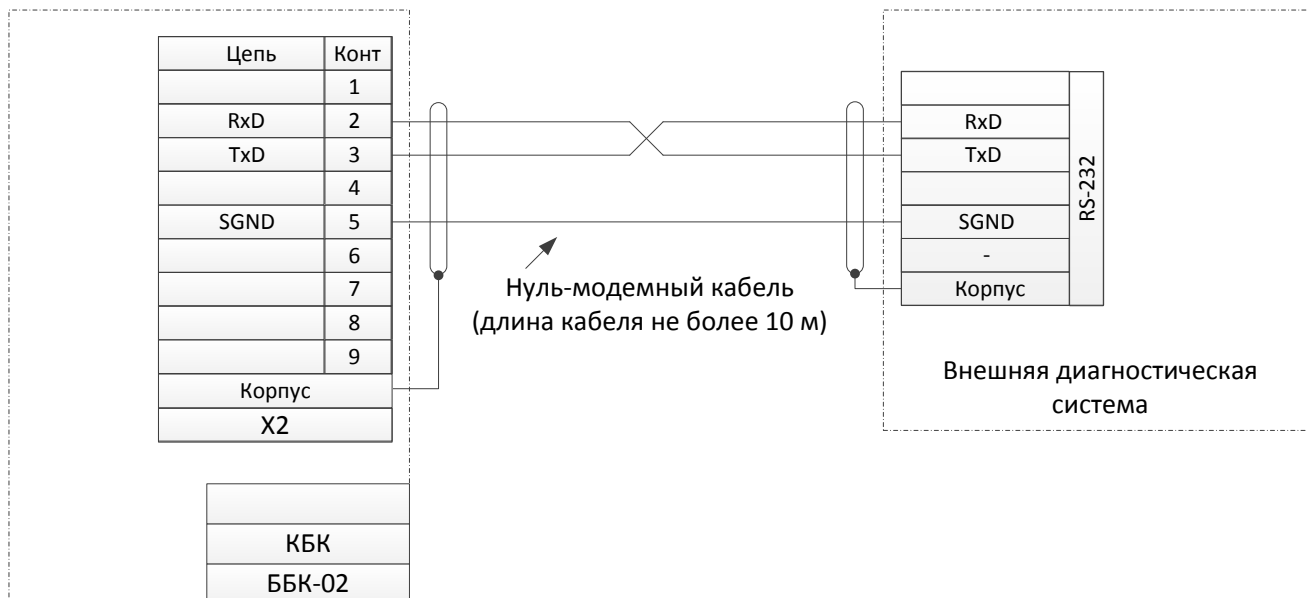 Цепь Конт
1
RxD 2
TxD 3
4
SGND 5
6
7
8
9
Корпус
X2
КБК
ББК-02
Нуль-модемный кабель
(длина кабеля не более 10 м)
RxD
TxD
SGND
-
Корпус
RS-232
Внешняя диагностическая
система